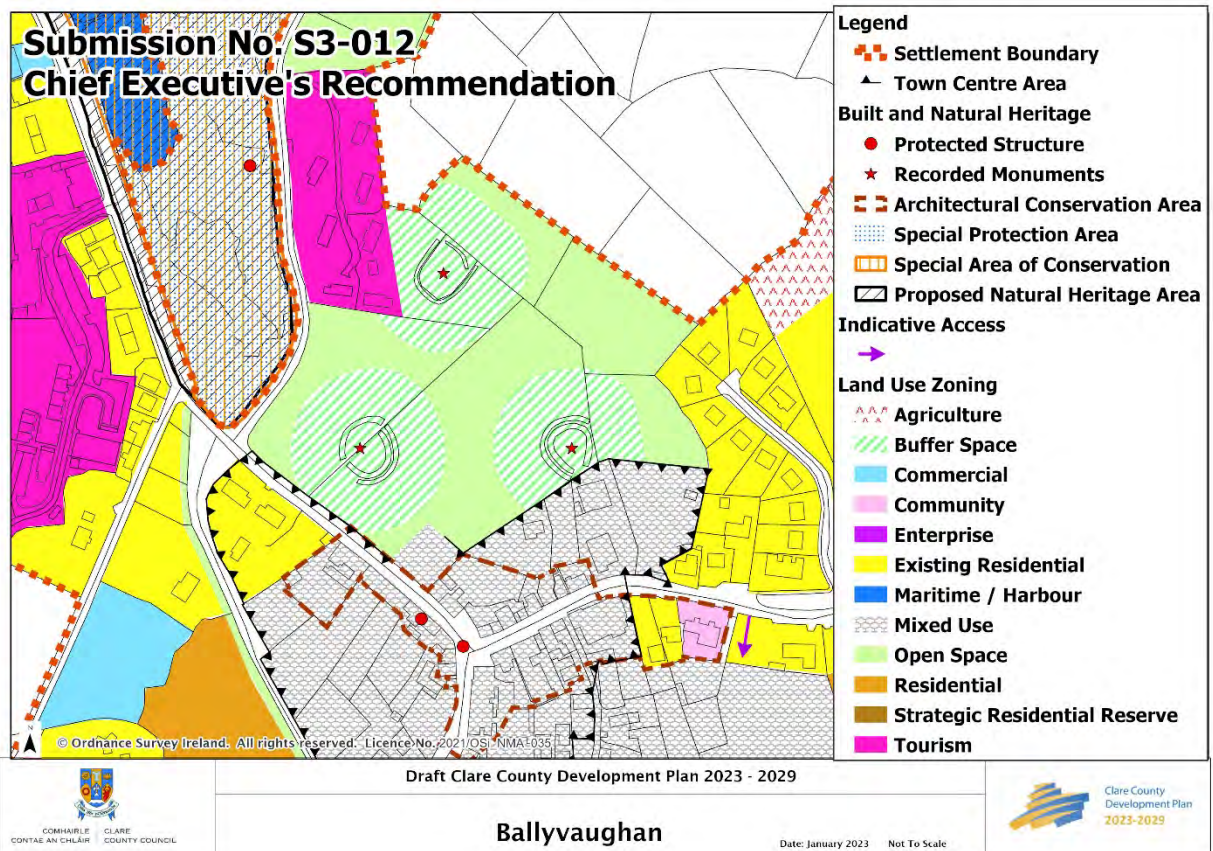 Submission No. S3-012
Chief Executive's Recommendation
Legend
Settlement Boundary
Town Centre Area
Built and Natural Heritage
Protected Structure
Recorded Monuments
Architectural Conservation Area
Special Protection Area
Special Area of Conservation
Proposed Natural Heritage Area
Indicative Access
Land Use Zoning
Agriculture
Buffer Space
Commercial
Community
Enterprise
Existing Residential
Maritime / Harbour
Mixed Use
Open Space
Residential
Strategic Residential Reserve
Tourism
N
© Ordnance Survey Ireland. All rights reserved. Licence No. 2021/OSi_NMA-035
COMHAIRLE CLARE
CONTAE AN CHLÁIR COUNTY COUNCIL
Draft Clare County Development Plan 2023 - 2029
Ballyvaughan
Date: January 2023 Not To Scale
Clare County
Development Plan
2023-2029